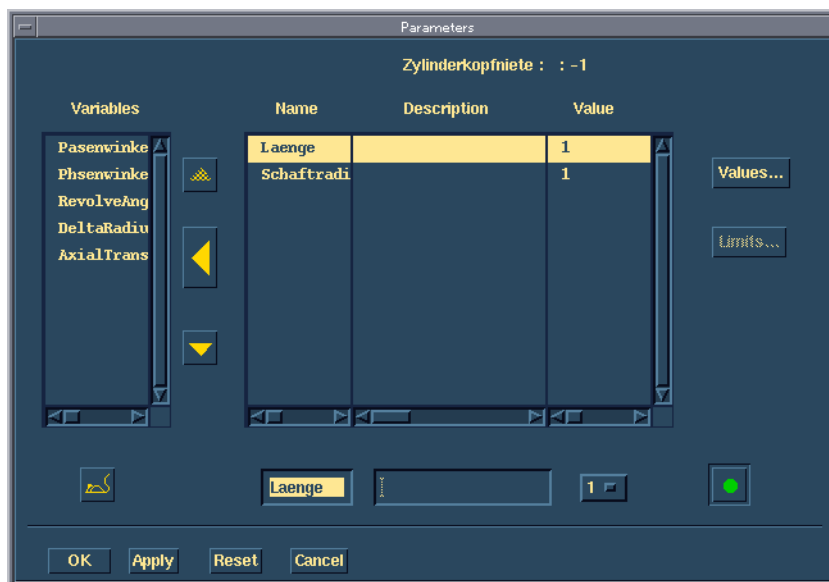 Parameters
Zylinderkopfniete : : -1
Variables Name Description Value
Pasenwinke Laenge 1
Phsenwinke Schaftradi 1 Values...
RevolveAng
DeltaRadiu Limits...
AxialTrans
Laenge 1
OK Apply Reset Cancel